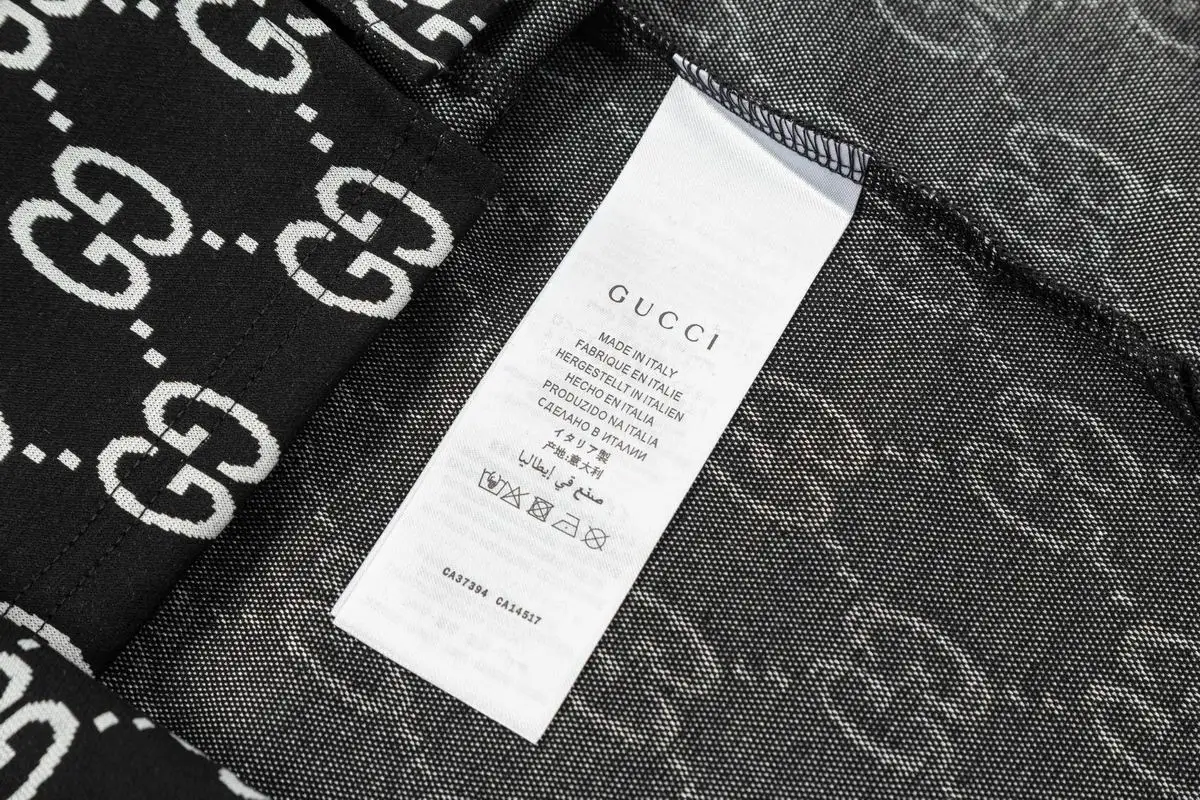 GUCCI
MADE IN ITALY
FABRIQUE EN ITALIE
HERGESTELLT IN ITALIEN
HECHO EN ITALIA
PRODUZIDO NA ITALIA
СДЕЛАНО В ИТАЛИИ
イタリア製
产地:意大利
صنع في إيطاليا
CA37394 CA14517